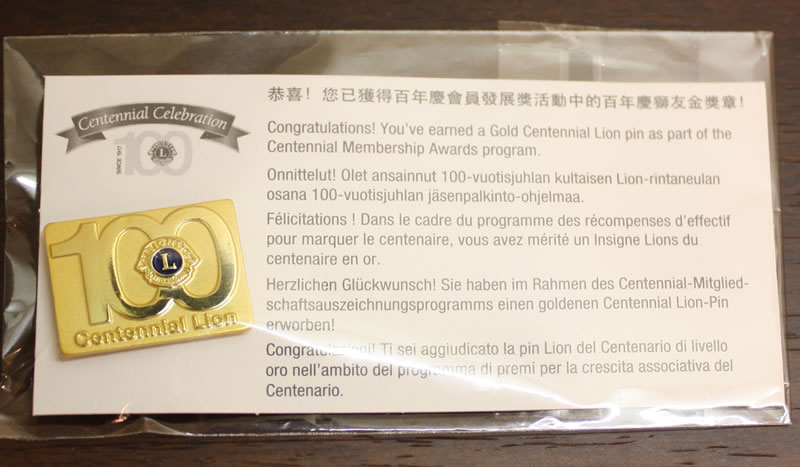 Centennial Celebration
SINCE 1917
100
L
100
L
Centennial Lion
恭喜！您已獲得百年慶會員發展獎活動中的百年慶獅友金獎章！
Congratulations! You've earned a Gold Centennial Lion pin as part of the
Centennial Membership Awards program.
Onnittelut! Olet ansainnut 100-vuotisjuhlan kultaisen Lion-rintaneulan
osana 100-vuotisjuhlan jäsenpalkinto-ohjelmaa.
Félicitations ! Dans le cadre du programme des récompenses d'effectif
pour marquer le centenaire, vous avez mérité un Insigne Lions du
centenaire en or.
Herzlichen Glückwunsch! Sie haben im Rahmen des Centennial-Mitglied-
schaftsauszeichnungsprogramms einen goldenen Centennial Lion-Pin
erworben!
Congratulazioni! Ti sei aggiudicato la pin Lion del Centenario di livello
oro nell'ambito del programma di premi per la crescita associativa del
Centenario.